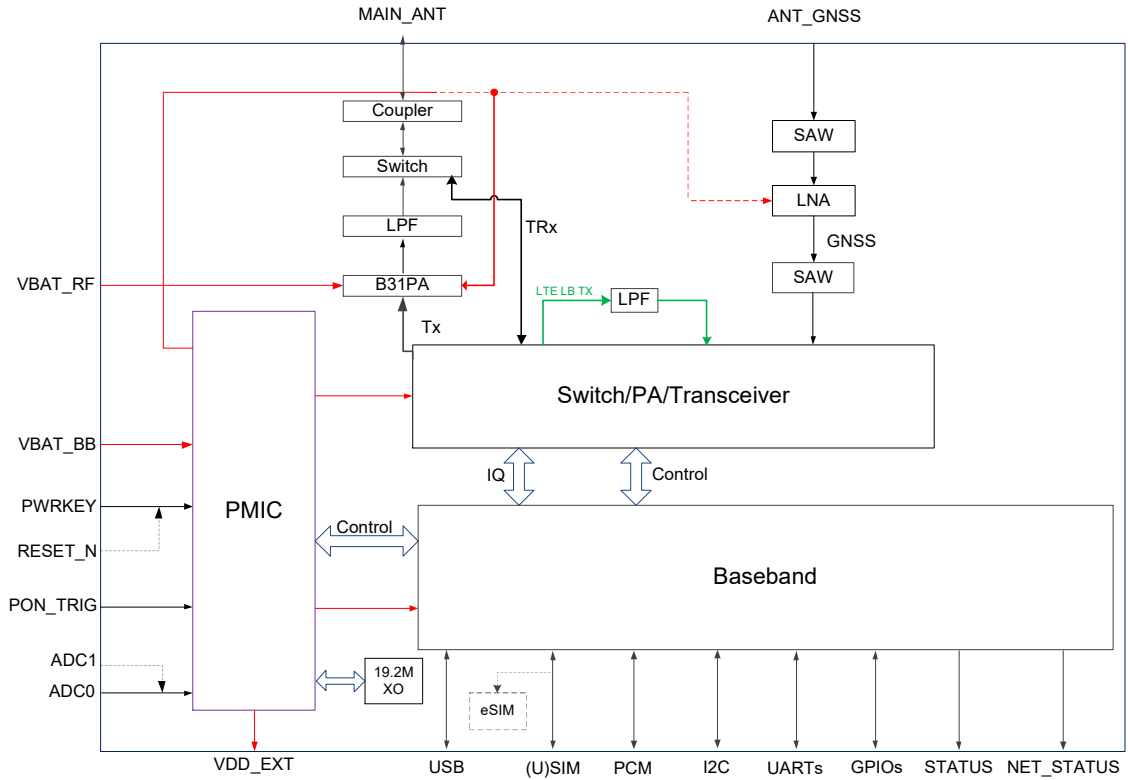 MAIN_ANT
ANT_GNSS
Coupler
SAW
Switch
LNA
LPF
TRx
GNSS
VBAT_RF
B31PA
SAW
LTE LB TX
LPF
Tx
Switch/PA/Transceiver
VBAT_BB
IQ
Control
PWRKEY
PMIC
Control
RESET_N
Baseband
PON_TRIG
ADC1
19.2M
XO
ADC0
eSIM
VDD_EXT
USB
(U)SIM
PCM
I2C
UARTs
GPIOs
STATUS
NET_STATUS